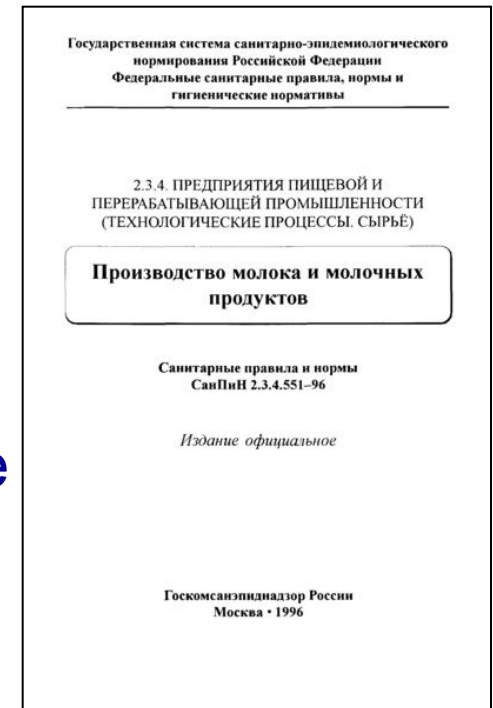 Государственная система санитарно-эпидемиологического
нормирования Российской Федерации
Федеральные санитарные правила, нормы и
гигиенические нормативы
2.3.4. ПРЕДПРИЯТИЯ ПИЩЕВОЙ И
ПЕРЕРАБАТЫВАЮЩЕЙ ПРОМЫШЛЕННОСТИ
(ТЕХНОЛОГИЧЕСКИЕ ПРОЦЕССЫ. СЫРЬЁ)
Производство молока и молочных
продуктов
Санитарные правила и нормы
СанПиН 2.3.4.551–96
Издание официальное
е
Госкомсанэпиднадзор России
Москва • 1996